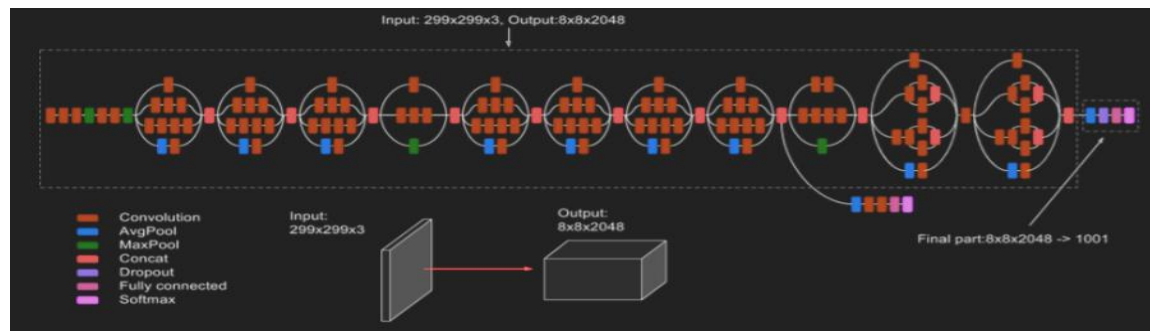 Input: 299x299x3, Output:8x8x2048
Convolution
AvgPool
MaxPool
Concat
Dropout
Fully connected
Softmax
Input:
299x299x3
Output:
8x8x2048
Final part:8x8x2048 -> 1001